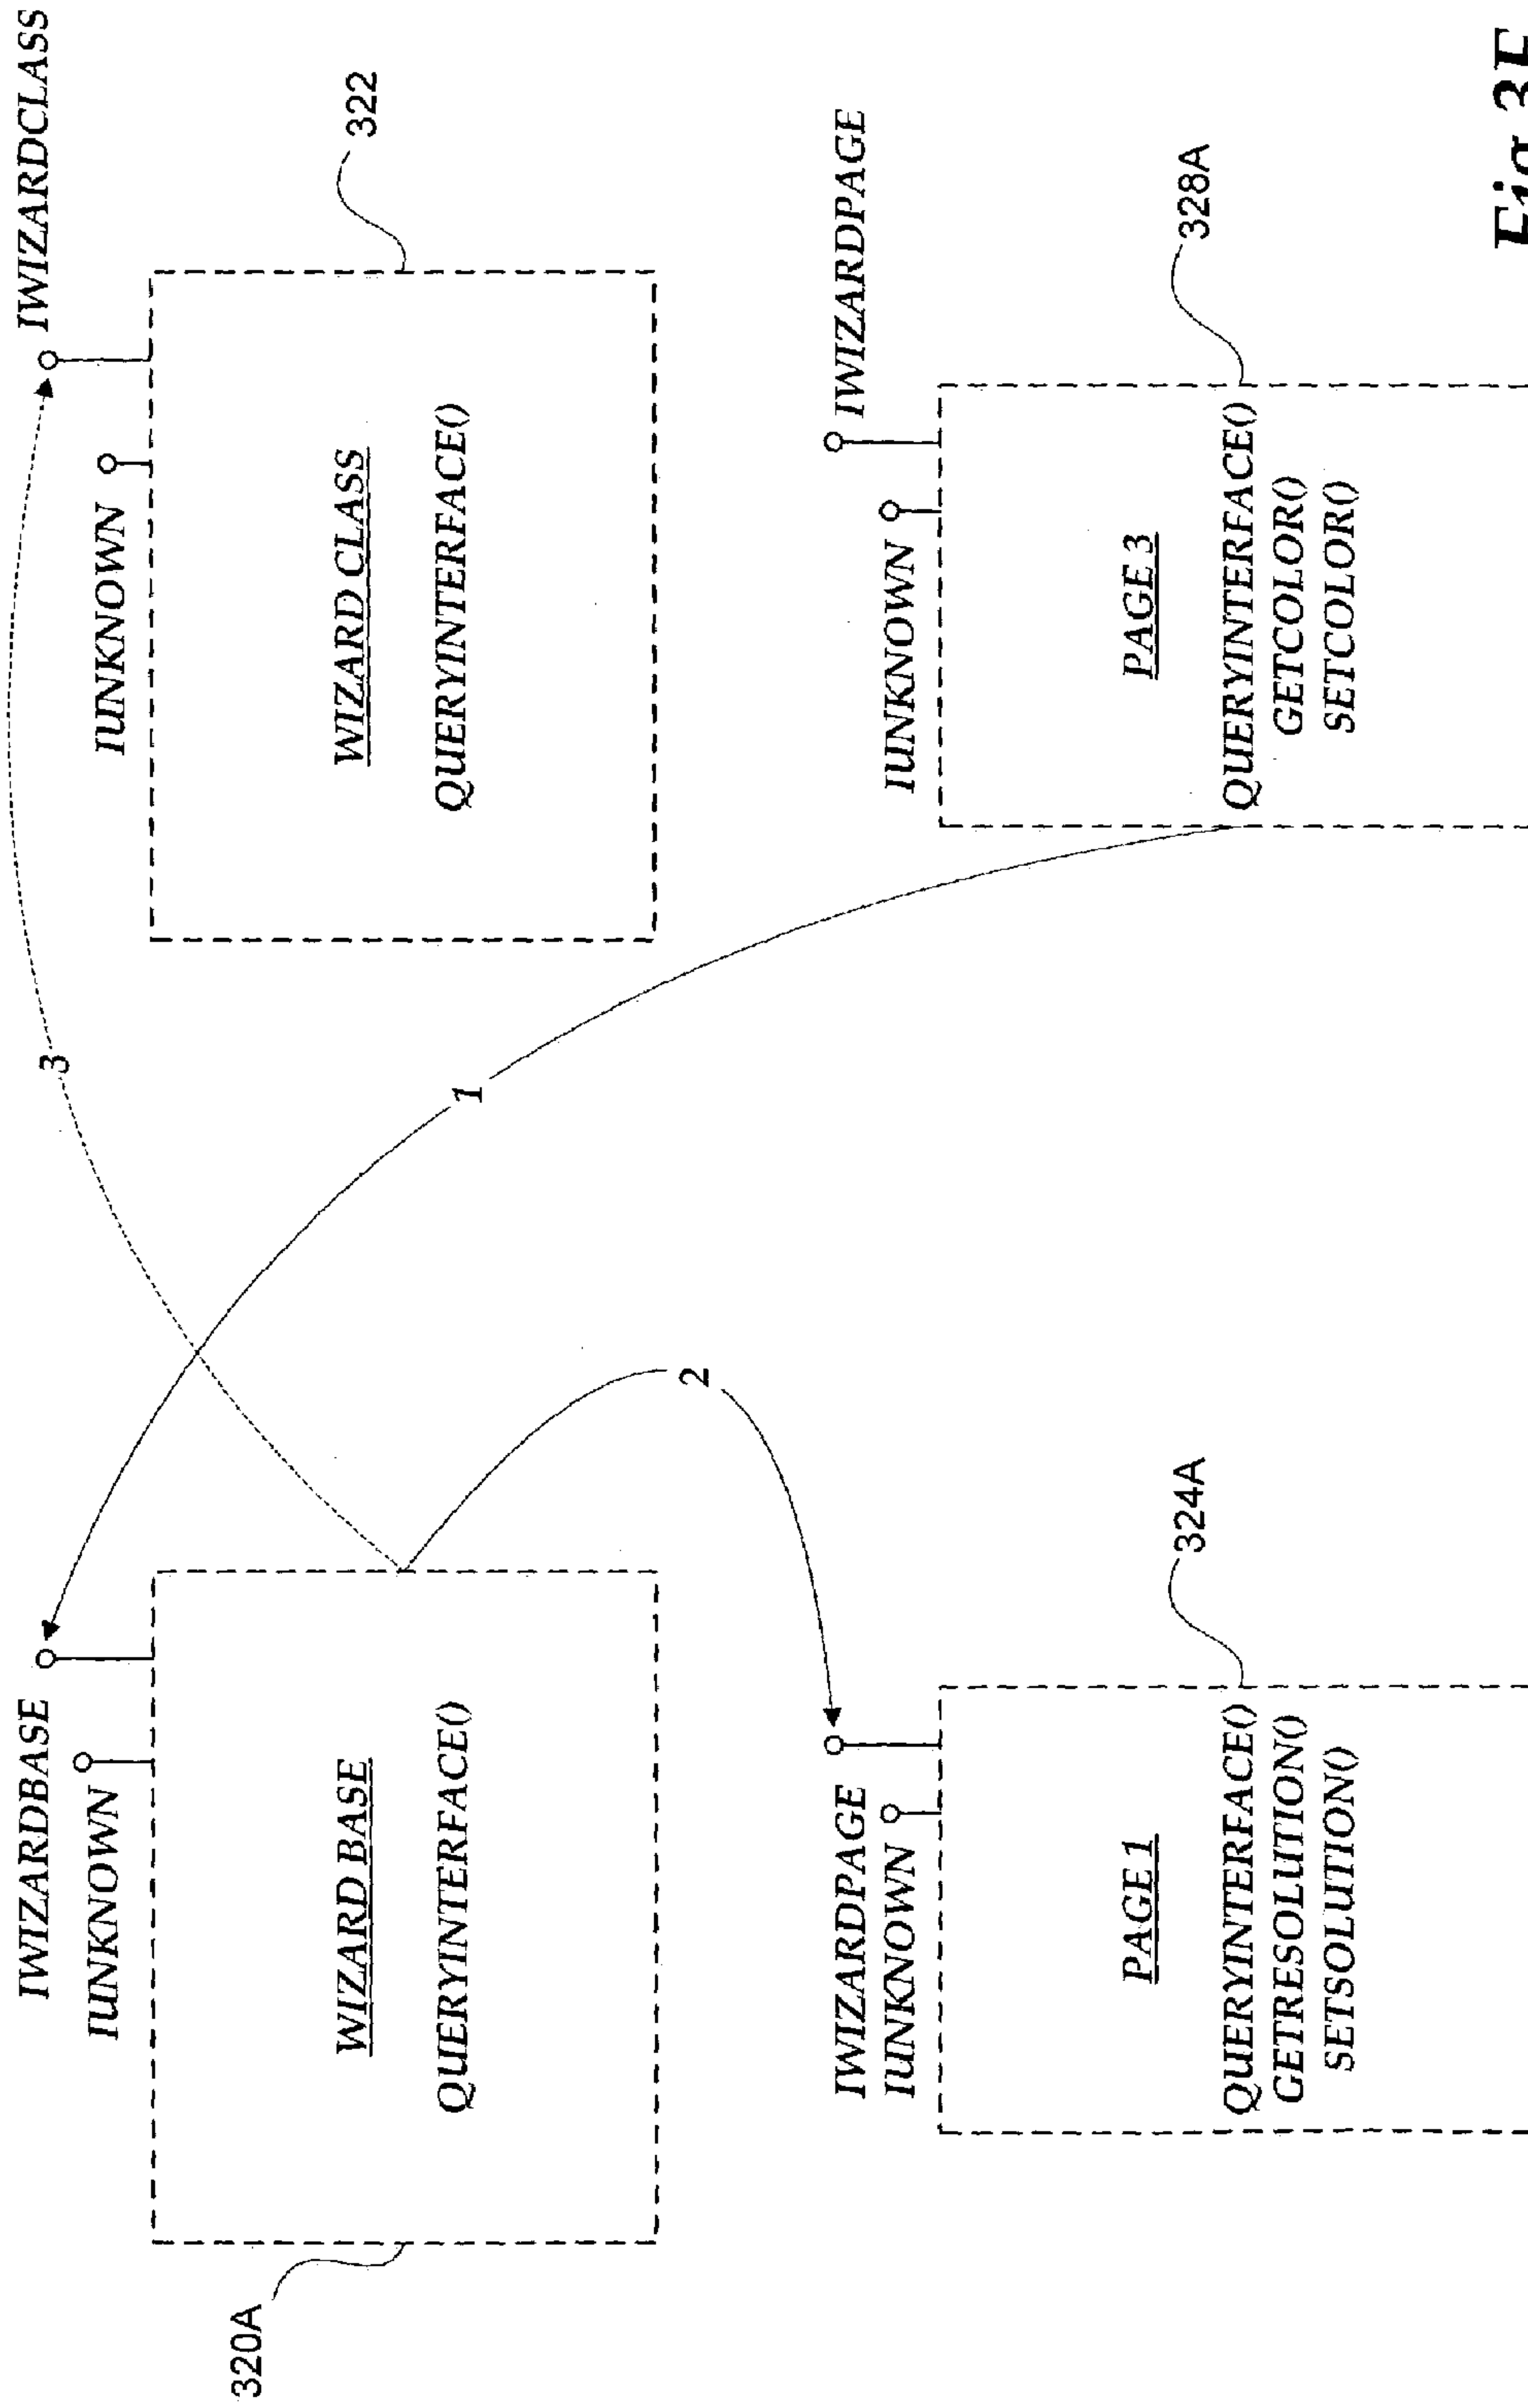 IWIZARDBASE
IUNKNOWN
320A
WIZARD BASE
QUERYINTERFACE()
3
IWIZARDCLASS
IUNKNOWN
322
WIZARD CLASS
QUERYINTERFACE()
1
2
IWIZARDPAGE
IUNKNOWN
324A
PAGE 1
QUERYINTERFACE()
GETRESOLUTION()
SETSOLUTION()
IWIZARDPAGE
IUNKNOWN
328A
PAGE 3
QUERYINTERFACE()
GETCOLOR()
SETCOLOR()